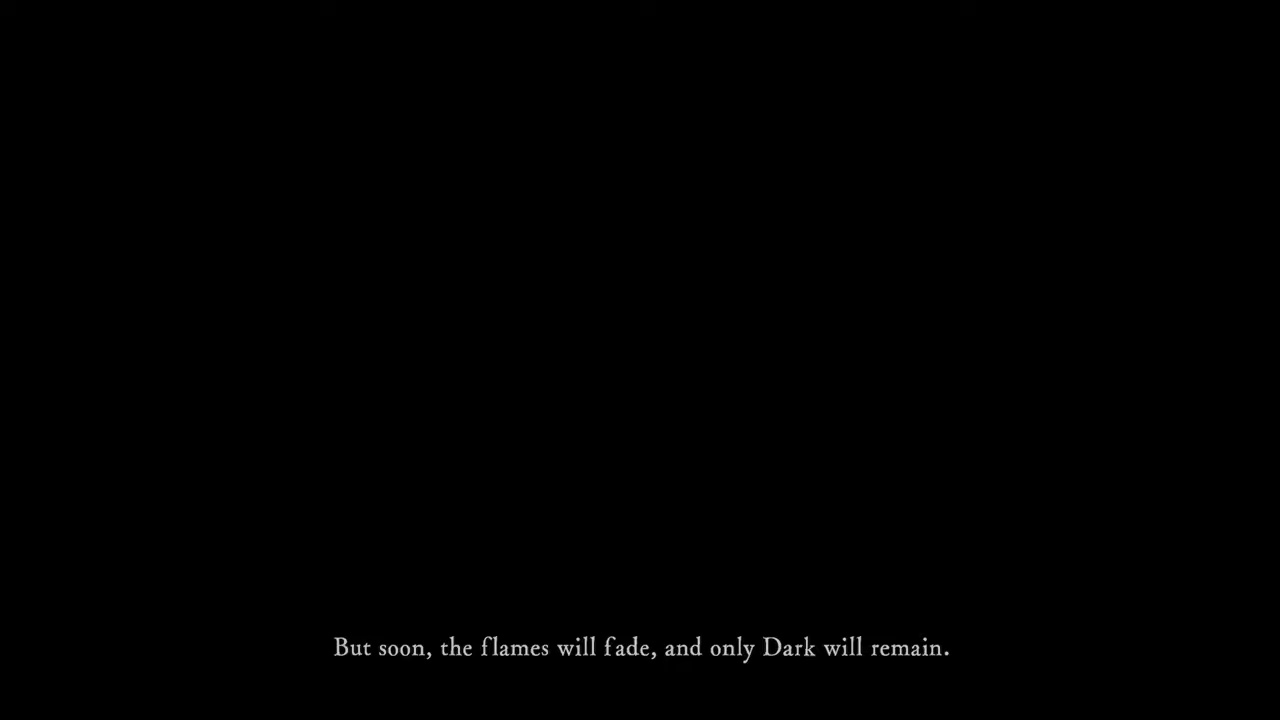 But soon, the flames will fade, and only Dark will remain.